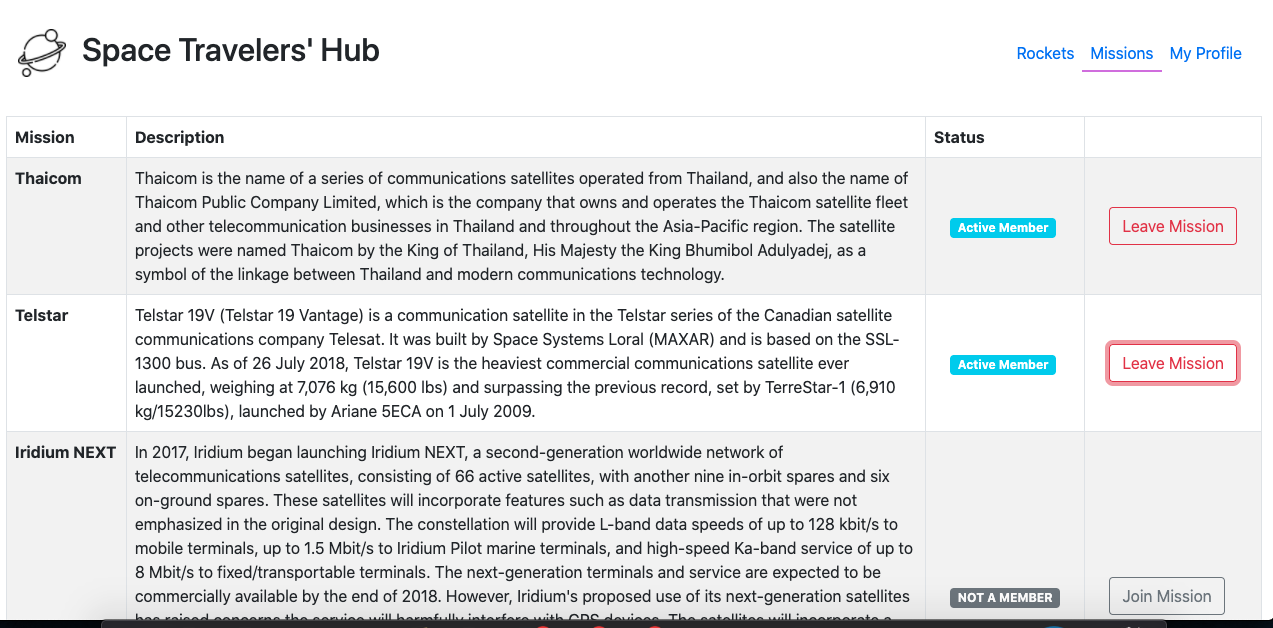 Space Travelers' Hub
Rockets Missions My Profile
Mission Description Status
Thaicom
Thaicom is the name of a series of communications satellites operated from Thailand, and also the name of
Thaicom Public Company Limited, which is the company that owns and operates the Thaicom satellite fleet
and other telecommunication businesses in Thailand and throughout the Asia-Pacific region. The satellite
projects were named Thaicom by the King of Thailand, His Majesty the King Bhumibol Adulyadej, as a
symbol of the linkage between Thailand and modern communications technology.
Active Member
Leave Mission
Telstar
Telstar 19V (Telstar 19 Vantage) is a communication satellite in the Telstar series of the Canadian satellite
communications company Telesat. It was built by Space Systems Loral (MAXAR) and is based on the SSL-
1300 bus. As of 26 July 2018, Telstar 19V is the heaviest commercial communications satellite ever
launched, weighing at 7,076 kg (15,600 lbs) and surpassing the previous record, set by TerreStar-1 (6,910
kg/15230lbs), launched by Ariane 5ECA on 1 July 2009.
Active Member
Leave Mission
Iridium NEXT
In 2017, Iridium began launching Iridium NEXT, a second-generation worldwide network of
telecommunications satellites, consisting of 66 active satellites, with another nine in-orbit spares and six
on-ground spares. These satellites will incorporate features such as data transmission that were not
emphasized in the original design. The constellation will provide L-band data speeds of up to 128 kbit/s to
mobile terminals, up to 1.5 Mbit/s to Iridium Pilot marine terminals, and high-speed Ka-band service of up to
8 Mbit/s to fixed/transportable terminals. The next-generation terminals and service are expected to be
commercially available by the end of 2018. However, Iridium's proposed use of its next-generation satellites
has raised concerns the service will harmfully interfere with GPS devices. The satellites will incorporate a
NOT A MEMBER
Join Mission